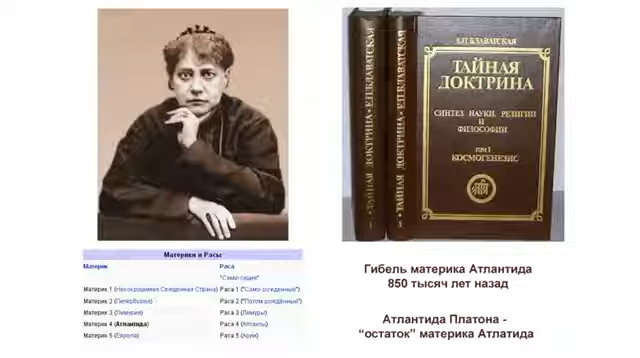 Е.П. БЛАВАТСКАЯ
ТАЙНАЯ
ДОКТРИНА
СИНТЕЗ НАУКИ, РЕЛИГИИ
И
ФИЛОСОФИИ
ТОМ I
КОСМОГЕНЕЗИС
ТАЙНАЯ ДОКТРИНА • Е.П. БЛАВАТСКАЯ
ТАЙНАЯ ДОКТРИНА • Е.П. БЛАВАТСКАЯ
Материки и Расы
Материк Раса
"Само-сущие"
Материк 1 (Несокрушимая Священная Страна) Раса 1 ("Само-рожденные")
Материк 2 (Гиперборея) Раса 2 ("Потом рождённые")
Материк 3 (Лемурия) Раса 3 (Лемуры)
Материк 4 (Атлантида) Раса 4 (Атланты)
Материк 5 (Европа) Раса 5 (Арии)
Гибель материка Атлантида
850 тысяч лет назад
Атлантида Платона -
“остаток” материка Атлатида